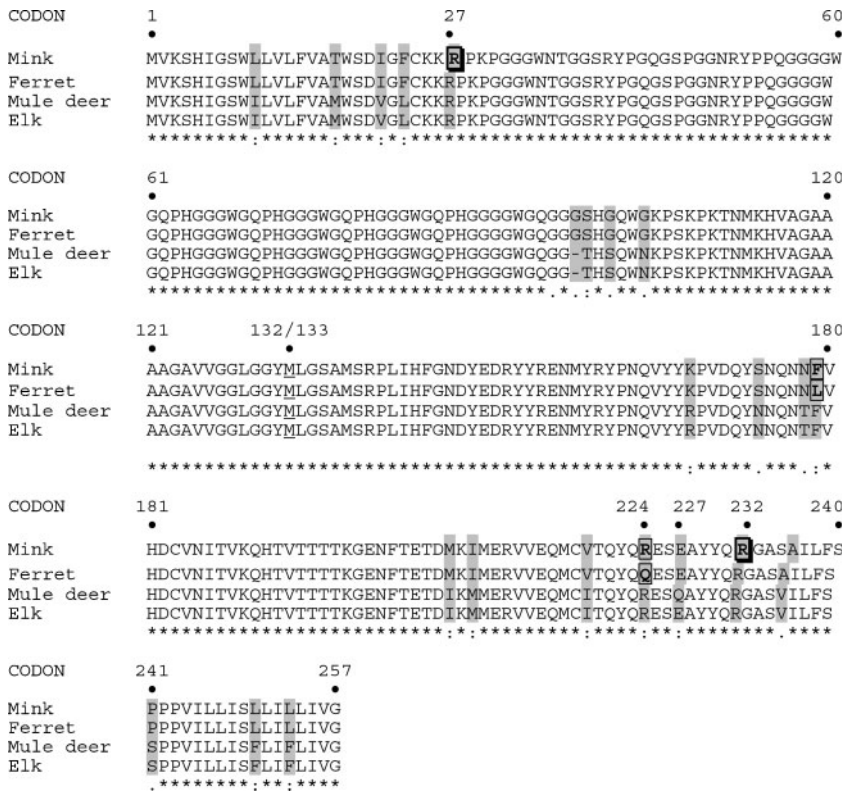 CODON 1 27 60
Mink MVKSHIGSWLLVLFVATWSDIGFCKKRPKPGGGWNTGGSRYPGQGSPGGNRYPPQGGGGW
Ferret MVKSHIGSWLLVLFVATWSDIGFCKKRPKPGGGWNTGGSRYPGQGSPGGNRYPPQGGGGW
Mule deer MVKSHIGSWILVLFVAMWSDVGLCKKRPKPGGGWNTGGSRYPGQGSPGGNRYPPQGGGGW
Elk MVKSHIGSWILVLFVAMWSDVGLCKKRPKPGGGWNTGGSRYPGQGSPGGNRYPPQGGGGW
*********:******:***:*:*************************************
CODON 61 120
Mink GQPHGGGWGQPHGGGWGQPHGGGWGQPHGGGGWGQGGGSHGQWGKPSKPKTNMKHVAGAA
Ferret GQPHGGGWGQPHGGGWGQPHGGGWGQPHGGGGWGQGGGSHGQWGKPSKPKTNMKHVAGAA
Mule deer GQPHGGGWGQPHGGGWGQPHGGGWGQPHGGGGWGQGG-THSQWNKPSKPKTNMKHVAGAA
Elk GQPHGGGWGQPHGGGWGQPHGGGWGQPHGGGGWGQGG-THSQWNKPSKPKTNMKHVAGAA
***********************************.*.:*.**.****************
CODON 121 132/133 180
Mink AAGAVVGGLGGYMLGSAMSRPLIHFGNDYEDRYYRENMYRYPNQVYYKPVDQYSNQNNFV
Ferret AAGAVVGGLGGYMLGSAMSRPLIHFGNDYEDRYYRENMYRYPNQVYYKPVDQYSNQNNLV
Mule deer AAGAVVGGLGGYMLGSAMSRPLIHFGNDYEDRYYRENMYRYPNQVYYRPVDQYNNQNTFV
Elk AAGAVVGGLGGYMLGSAMSRPLIHFGNDYEDRYYRENMYRYPNQVYYRPVDQYNNQNTFV
***********************************************:*****.***.:*
CODON 181 224 227 232 240
Mink HDCVNITVKQHTVTTTTKGENFTETDMKIMERVVEQMCVTQYQRESEAYYQRGASAILFS
Ferret HDCVNITVKQHTVTTTTKGENFTETDMKIMERVVEQMCVTQYQQESEAYYQRGASAILFS
Mule deer HDCVNITVKQHTVTTTTKGENFTETDIKMMERVVEQMCITQYQRESQAYYQRGASVILFS
Elk HDCVNITVKQHTVTTTTKGENFTETDIKMMERVVEQMCITQYQRESEAYYQRGASVILFS
**************************:*:*********:****:**:********.****
CODON 241 257
Mink PPPVILLISLLILLIVG
Ferret PPPVILLISLLILLIVG
Mule deer SPPVILLISFLIFLIVG
Elk SPPVILLISFLIFLIVG
.********:**:****